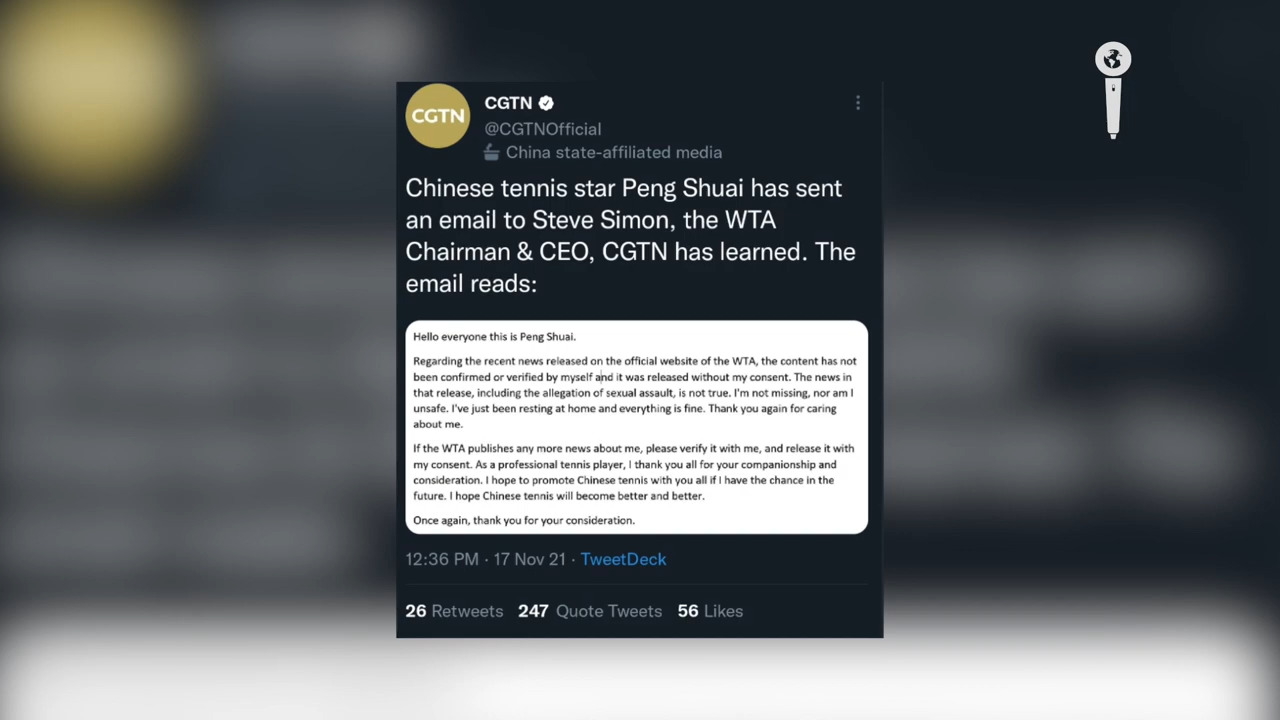 CGTN
CGTN
@CGTNOfficial
China state-affiliated media
Chinese tennis star Peng Shuai has sent
an email to Steve Simon, the WTA
Chairman & CEO, CGTN has learned. The
email reads:
Hello everyone this is Peng Shuai.
Regarding the recent news released on the official website of the WTA, the content has not
been confirmed or verified by myself and it was released without my consent. The news in
that release, including the allegation of sexual assault, is not true. I'm not missing, nor am I
unsafe. I've just been resting at home and everything is fine. Thank you again for caring
about me.
If the WTA publishes any more news about me, please verify it with me, and release it with
my consent. As a professional tennis player, I thank you all for your companionship and
consideration. I hope to promote Chinese tennis with you all if I have the chance in the
future. I hope Chinese tennis will become better and better.
Once again, thank you for your consideration.
12:36 PM · 17 Nov 21 · TweetDeck
26 Retweets 247 Quote Tweets 56 Likes